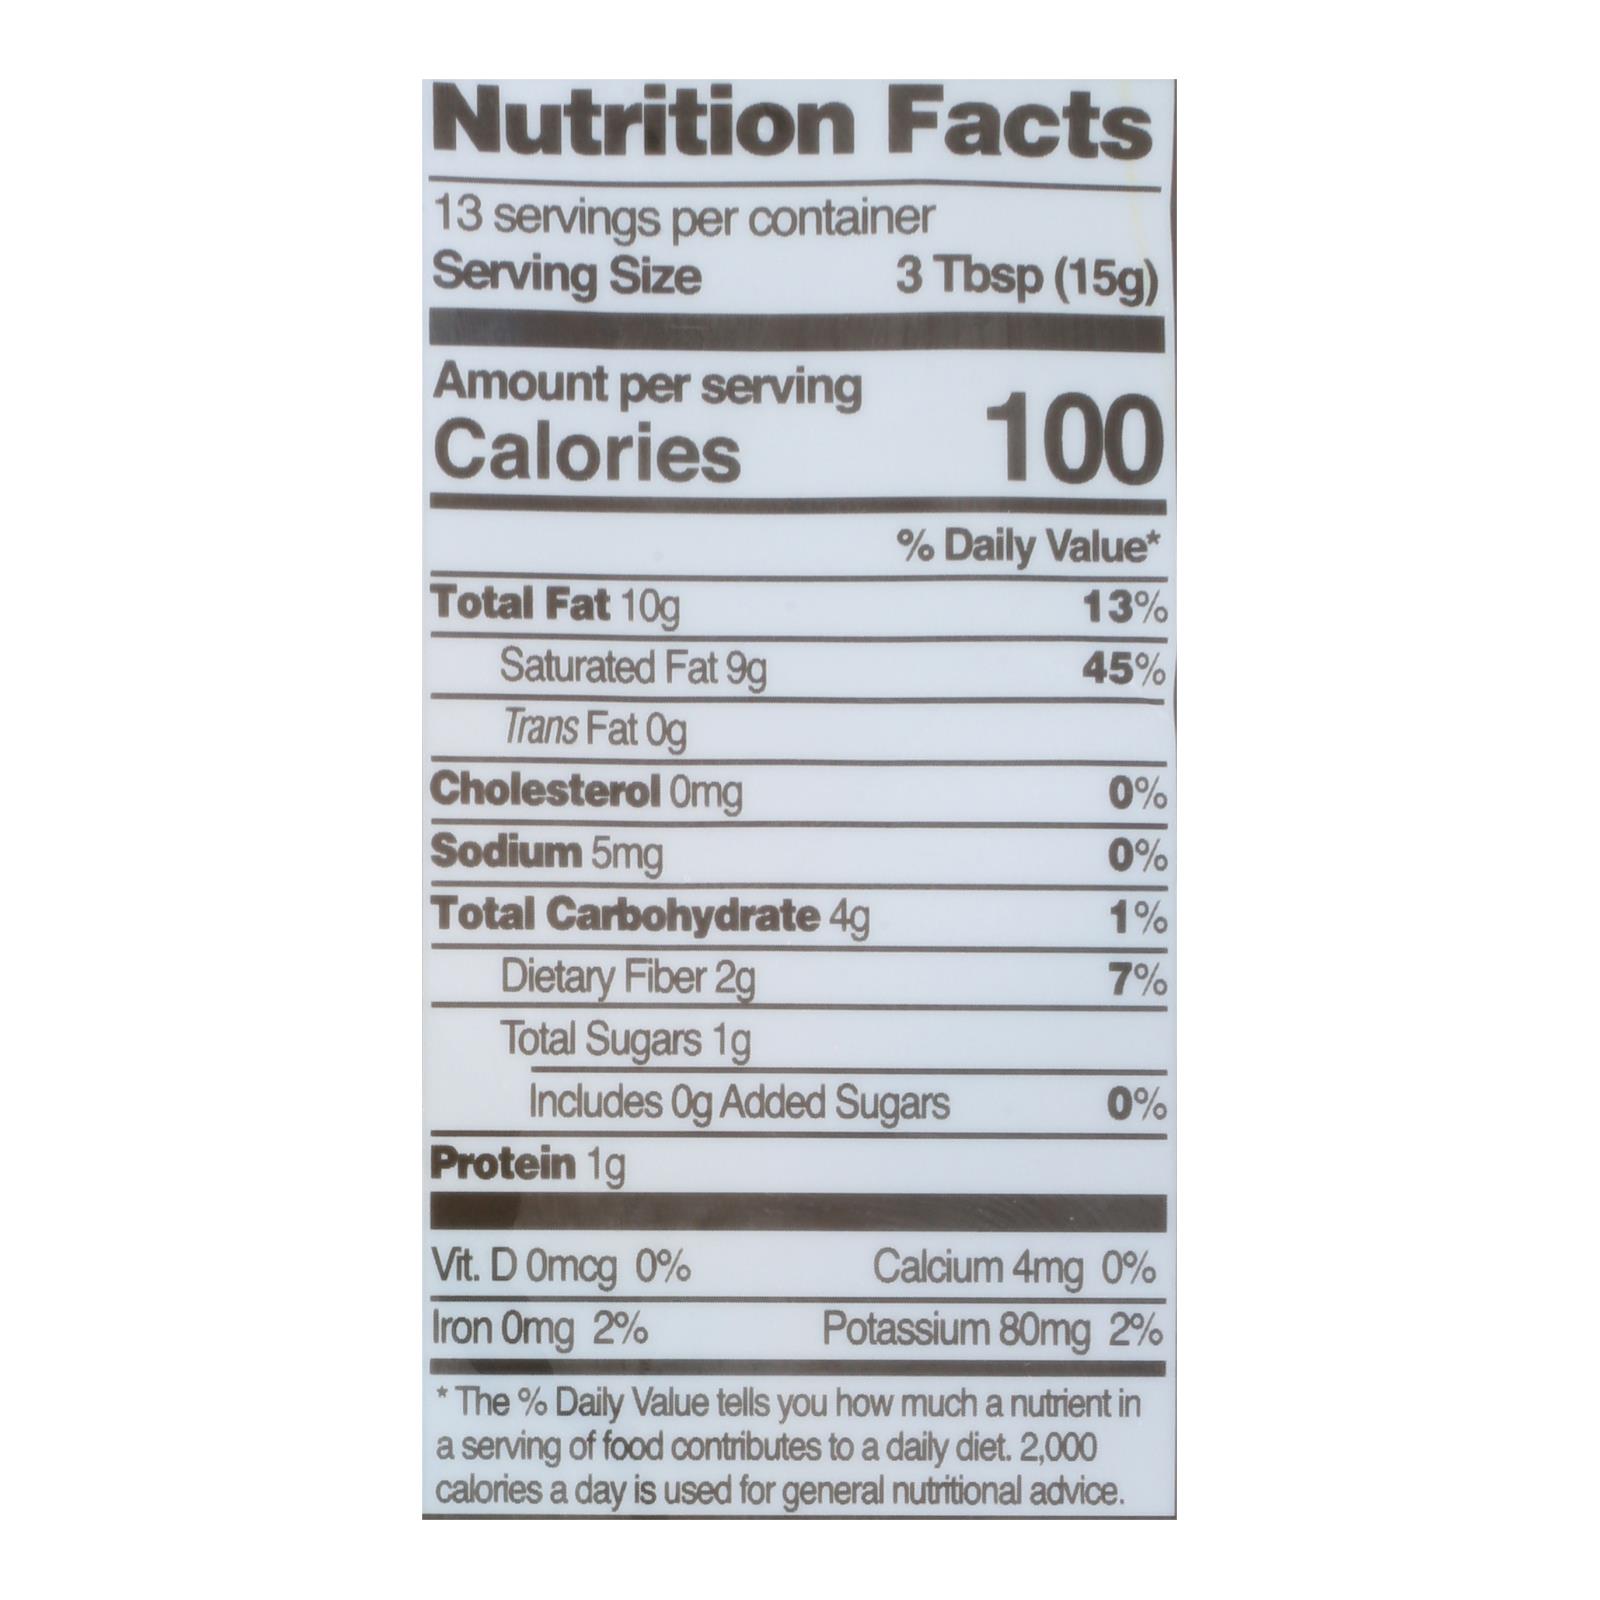 Nutrition Facts
13 servings per container
Serving Size 3 Tbsp (15g)
Amount per serving
Calories 100
% Daily Value*
Total Fat 10g 13%
Saturated Fat 9g 45%
Trans Fat 0g
Cholesterol 0mg 0%
Sodium 5mg 0%
Total Carbohydrate 4g 1%
Dietary Fiber 2g 7%
Total Sugars 1g
Includes 0g Added Sugars 0%
Protein 1g
Vit. D 0mcg 0% Calcium 4mg 0%
Iron 0mg 2% Potassium 80mg 2%
* The % Daily Value tells you how much a nutrient in
a serving of food contributes to a daily diet. 2,000
calories a day is used for general nutritional advice.